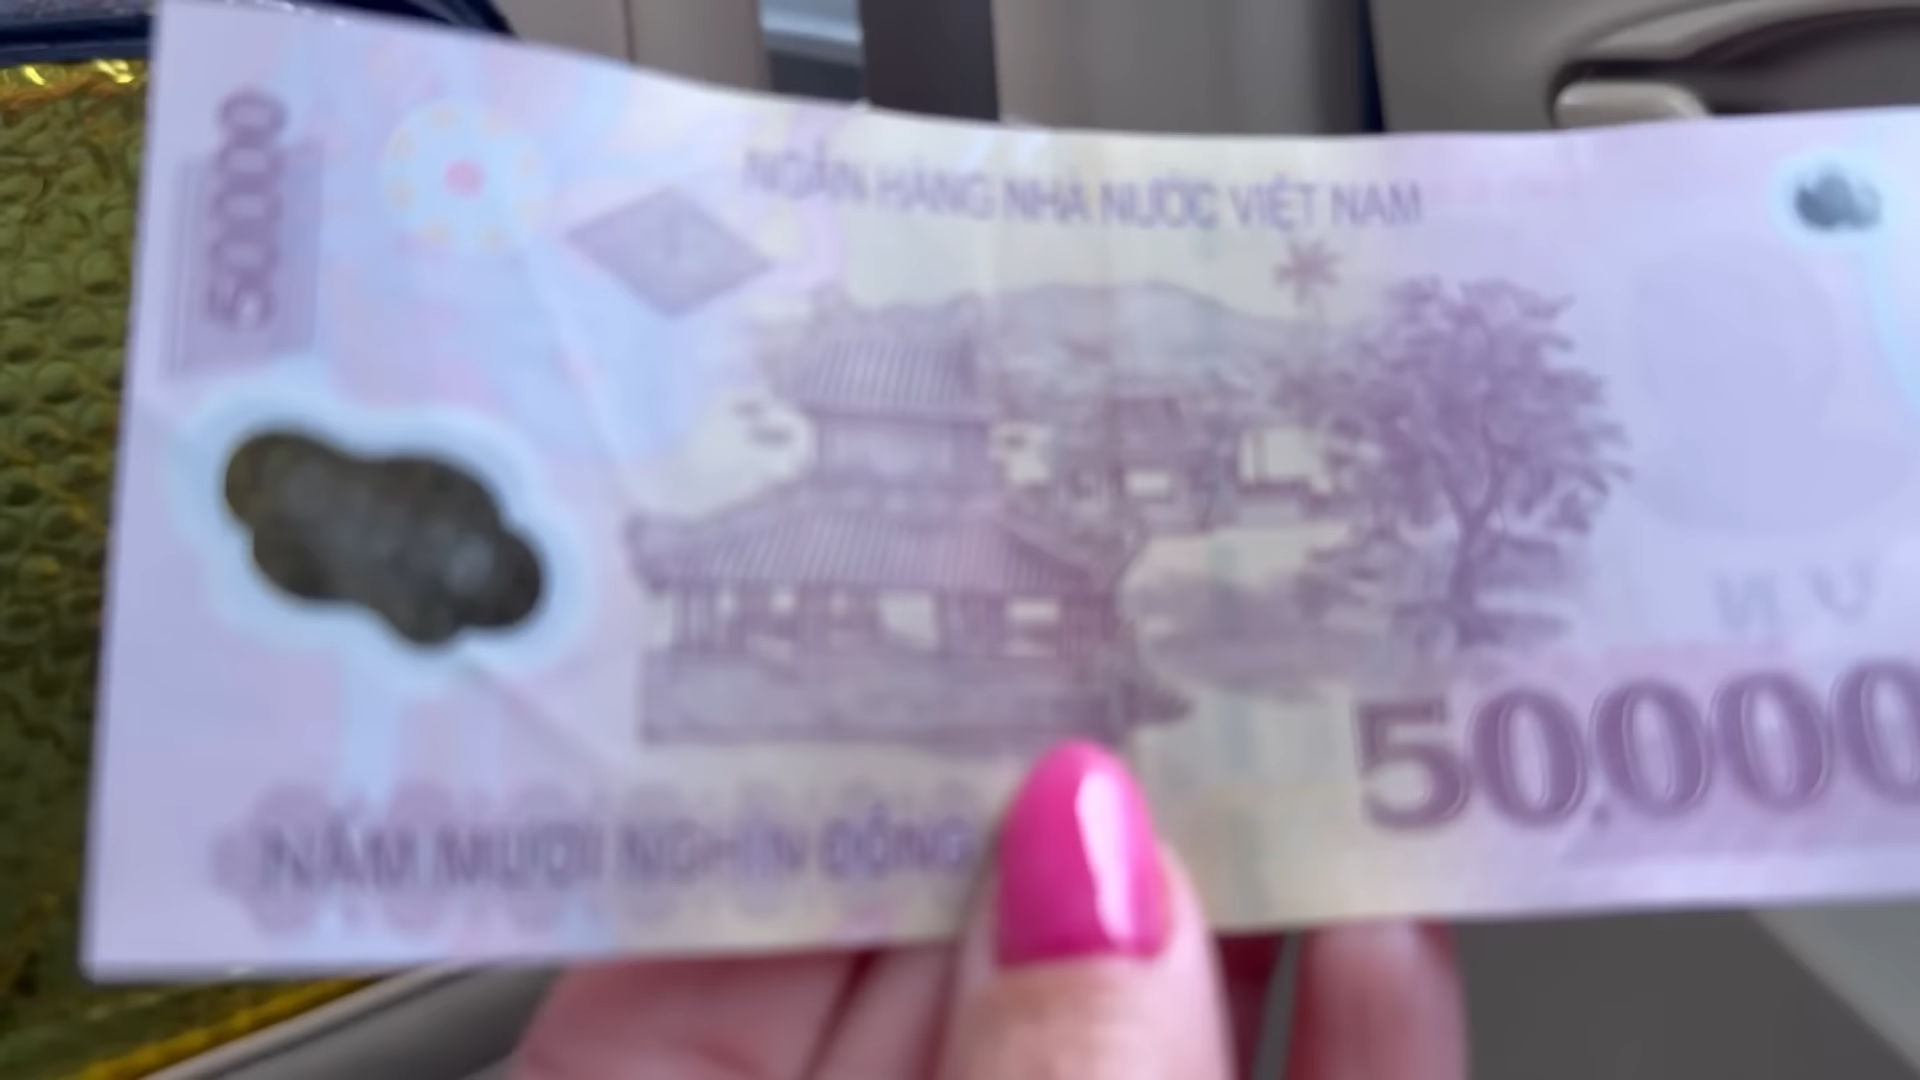 50000
NGÂN HÀNG NHÀ NƯỚC VIỆT NAM
50.000
NĂM MƯƠI NGHÌN ĐỒNG